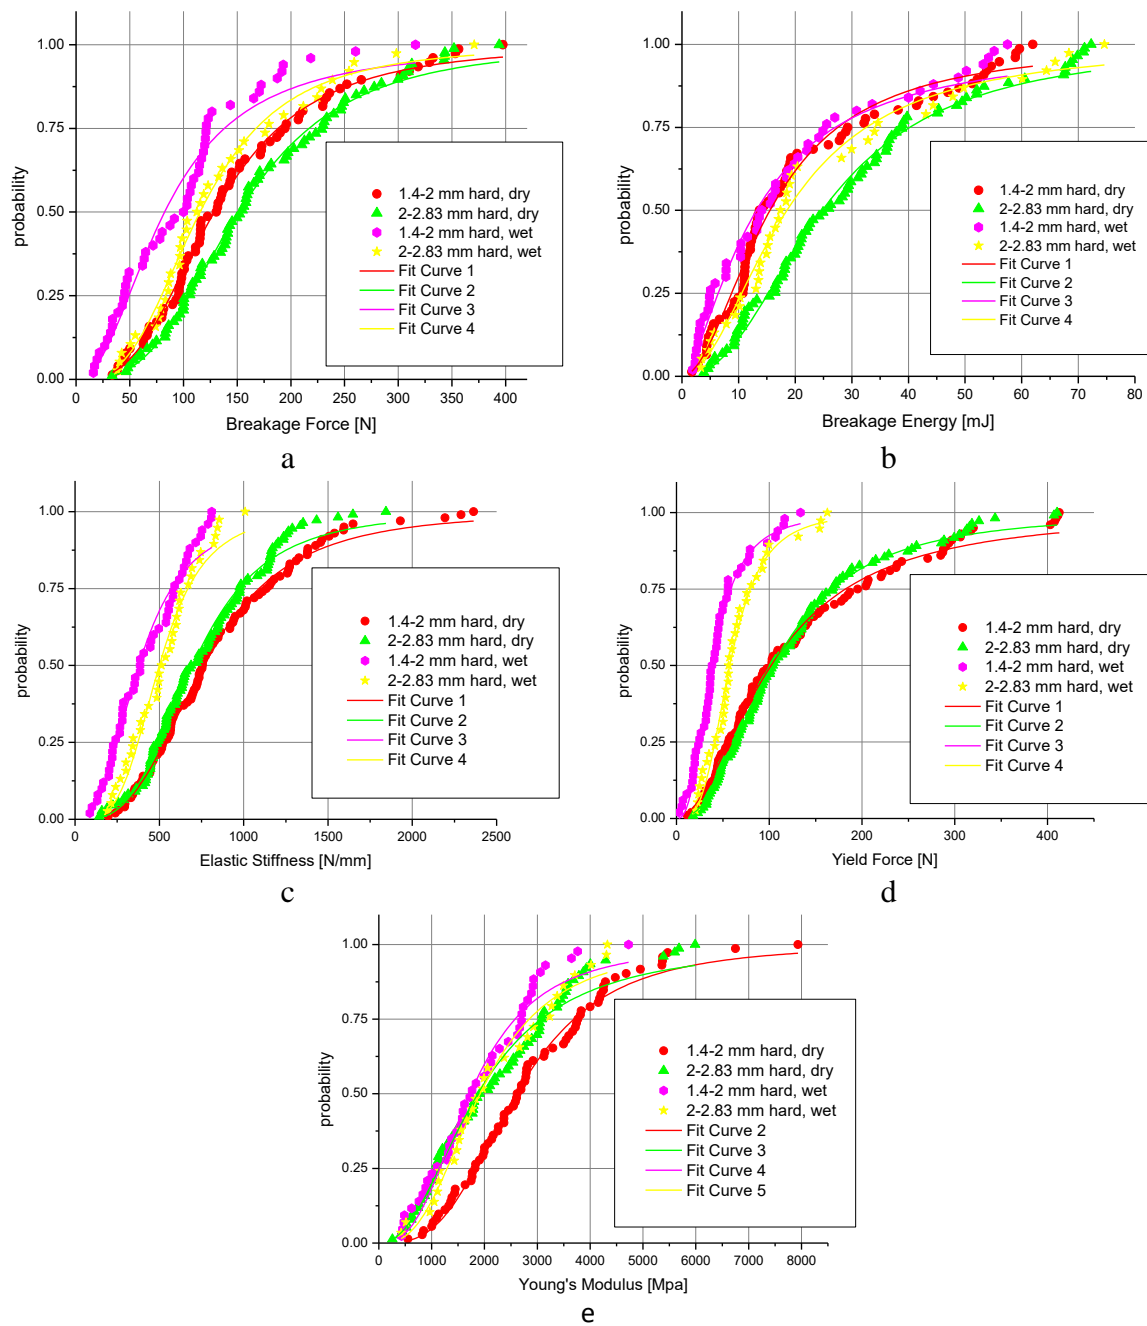 1.00
0.75
0.50
0.25
0.00
probability
0
50
100
150
200
250
300
350
400
Breakage Force [N]
1.4-2 mm hard, dry
2-2.83 mm hard, dry
1.4-2 mm hard, wet
2-2.83 mm hard, wet
Fit Curve 1
Fit Curve 2
Fit Curve 3
Fit Curve 4
a
1.00
0.75
0.50
0.25
0.00
probability
0
10
20
30
40
50
60
70
80
Breakage Energy [mJ]
1.4-2 mm hard, dry
2-2.83 mm hard, dry
1.4-2 mm hard, wet
2-2.83 mm hard, wet
Fit Curve 1
Fit Curve 2
Fit Curve 3
Fit Curve 4
b
1.00
0.75
0.50
0.25
0.00
probability
0
500
1000
1500
2000
2500
Elastic Stiffness [N/mm]
1.4-2 mm hard, dry
2-2.83 mm hard, dry
1.4-2 mm hard, wet
2-2.83 mm hard, wet
Fit Curve 1
Fit Curve 2
Fit Curve 3
Fit Curve 4
c
1.00
0.75
0.50
0.25
0.00
probability
0
100
200
300
400
Yield Force [N]
1.4-2 mm hard, dry
2-2.83 mm hard, dry
1.4-2 mm hard, wet
2-2.83 mm hard, wet
Fit Curve 1
Fit Curve 2
Fit Curve 3
Fit Curve 4
d
1.00
0.75
0.50
0.25
0.00
probability
0
1000
2000
3000
4000
5000
6000
7000
8000
Young's Modulus [Mpa]
1.4-2 mm hard, dry
2-2.83 mm hard, dry
1.4-2 mm hard, wet
2-2.83 mm hard, wet
Fit Curve 2
Fit Curve 3
Fit Curve 4
Fit Curve 5
e